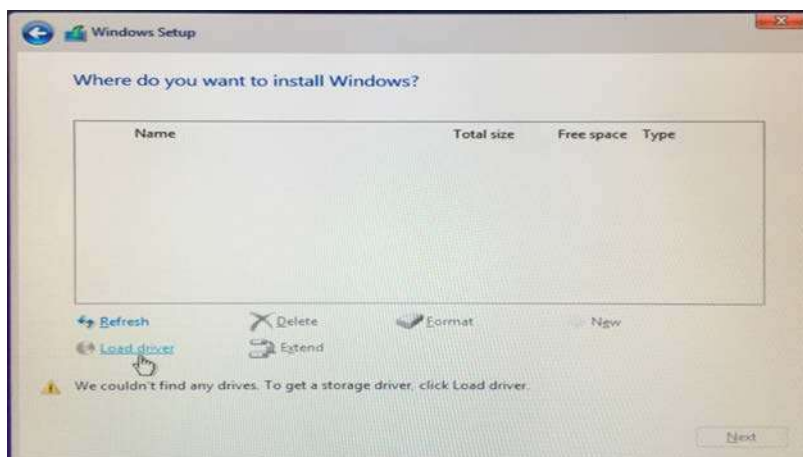 Windows Setup
Where do you want to install Windows?
Name Total size Free space Type
Refresh Delete Format New
Load driver Extend
We couldn't find any drives. To get a storage driver, click Load driver.
Next